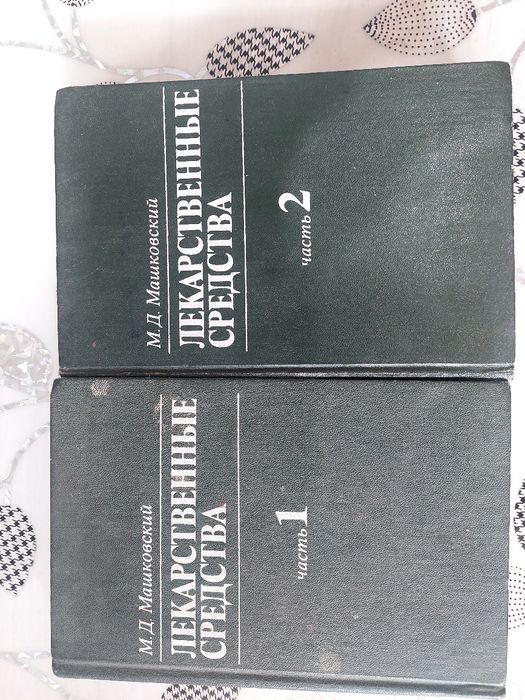 М. Д. Машковский
ЛЕКАРСТВЕННЫЕ
СРЕДСТВА
часть 2
М. Д. Машковский
ЛЕКАРСТВЕННЫЕ
СРЕДСТВА
часть 1